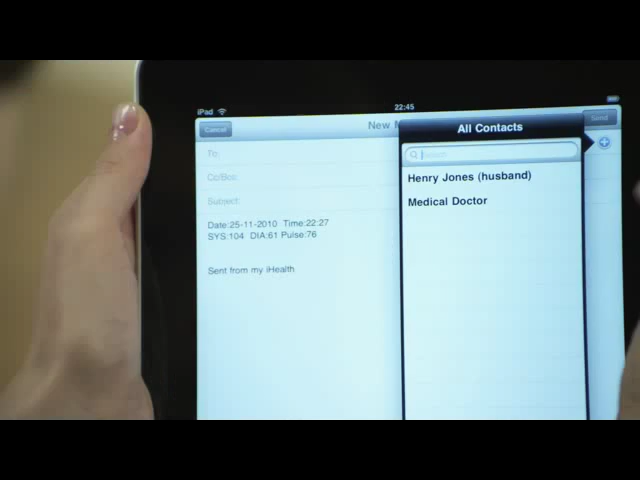 iPad 22:45
Cancel New M Send
All Contacts
To:
Search
Cc/Bcc:
Henry Jones (husband)
Subject:
Medical Doctor
Date:25-11-2010 Time:22:27
SYS:104 DIA:61 Pulse:76
Sent from my iHealth